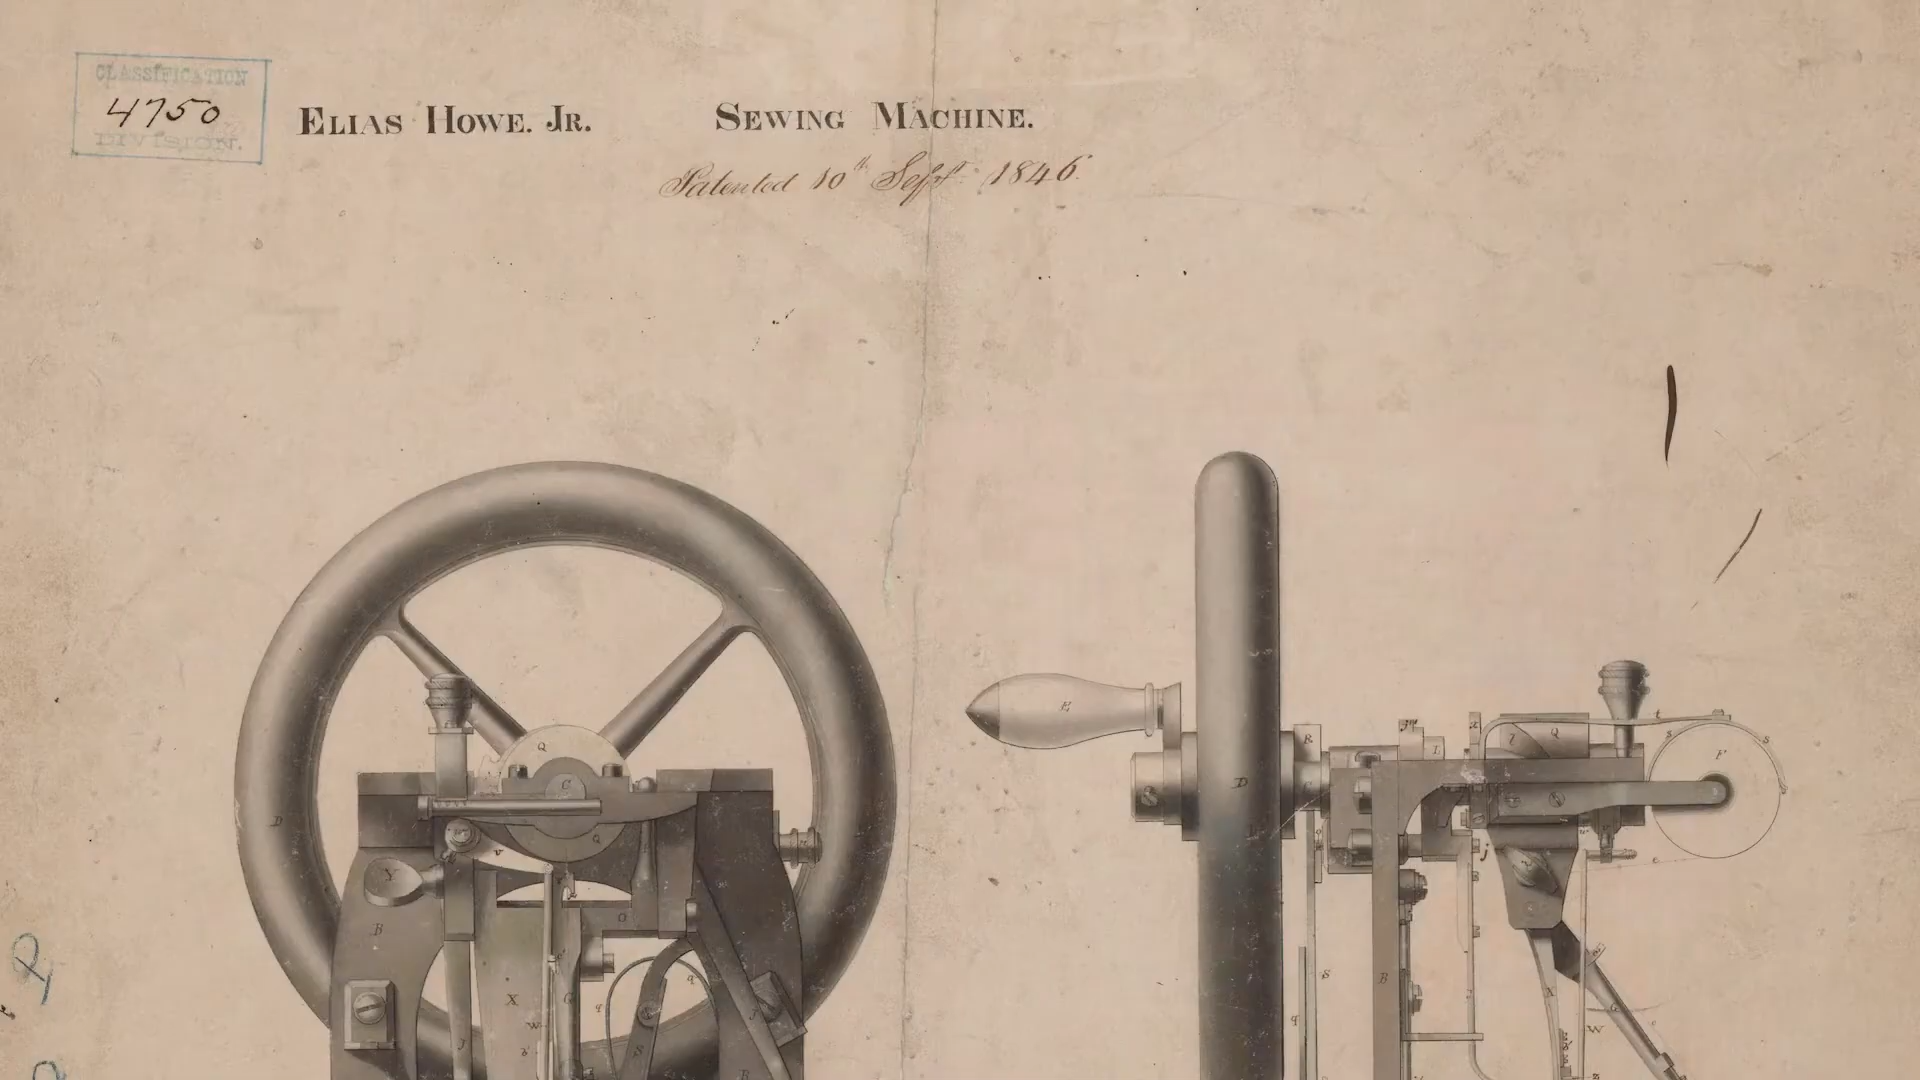 CLASSIFICATION
4750
DIVISION.
ELIAS HOWE. JR.
SEWING MACHINE.
Patented 10th Sept. 1846.
E
D
R
L
Q
t
s
s
F
Q
C
Q
D
v
Y
B
O
j
X
G
q
q
S
B
J
X
W
W
J
S
q
B